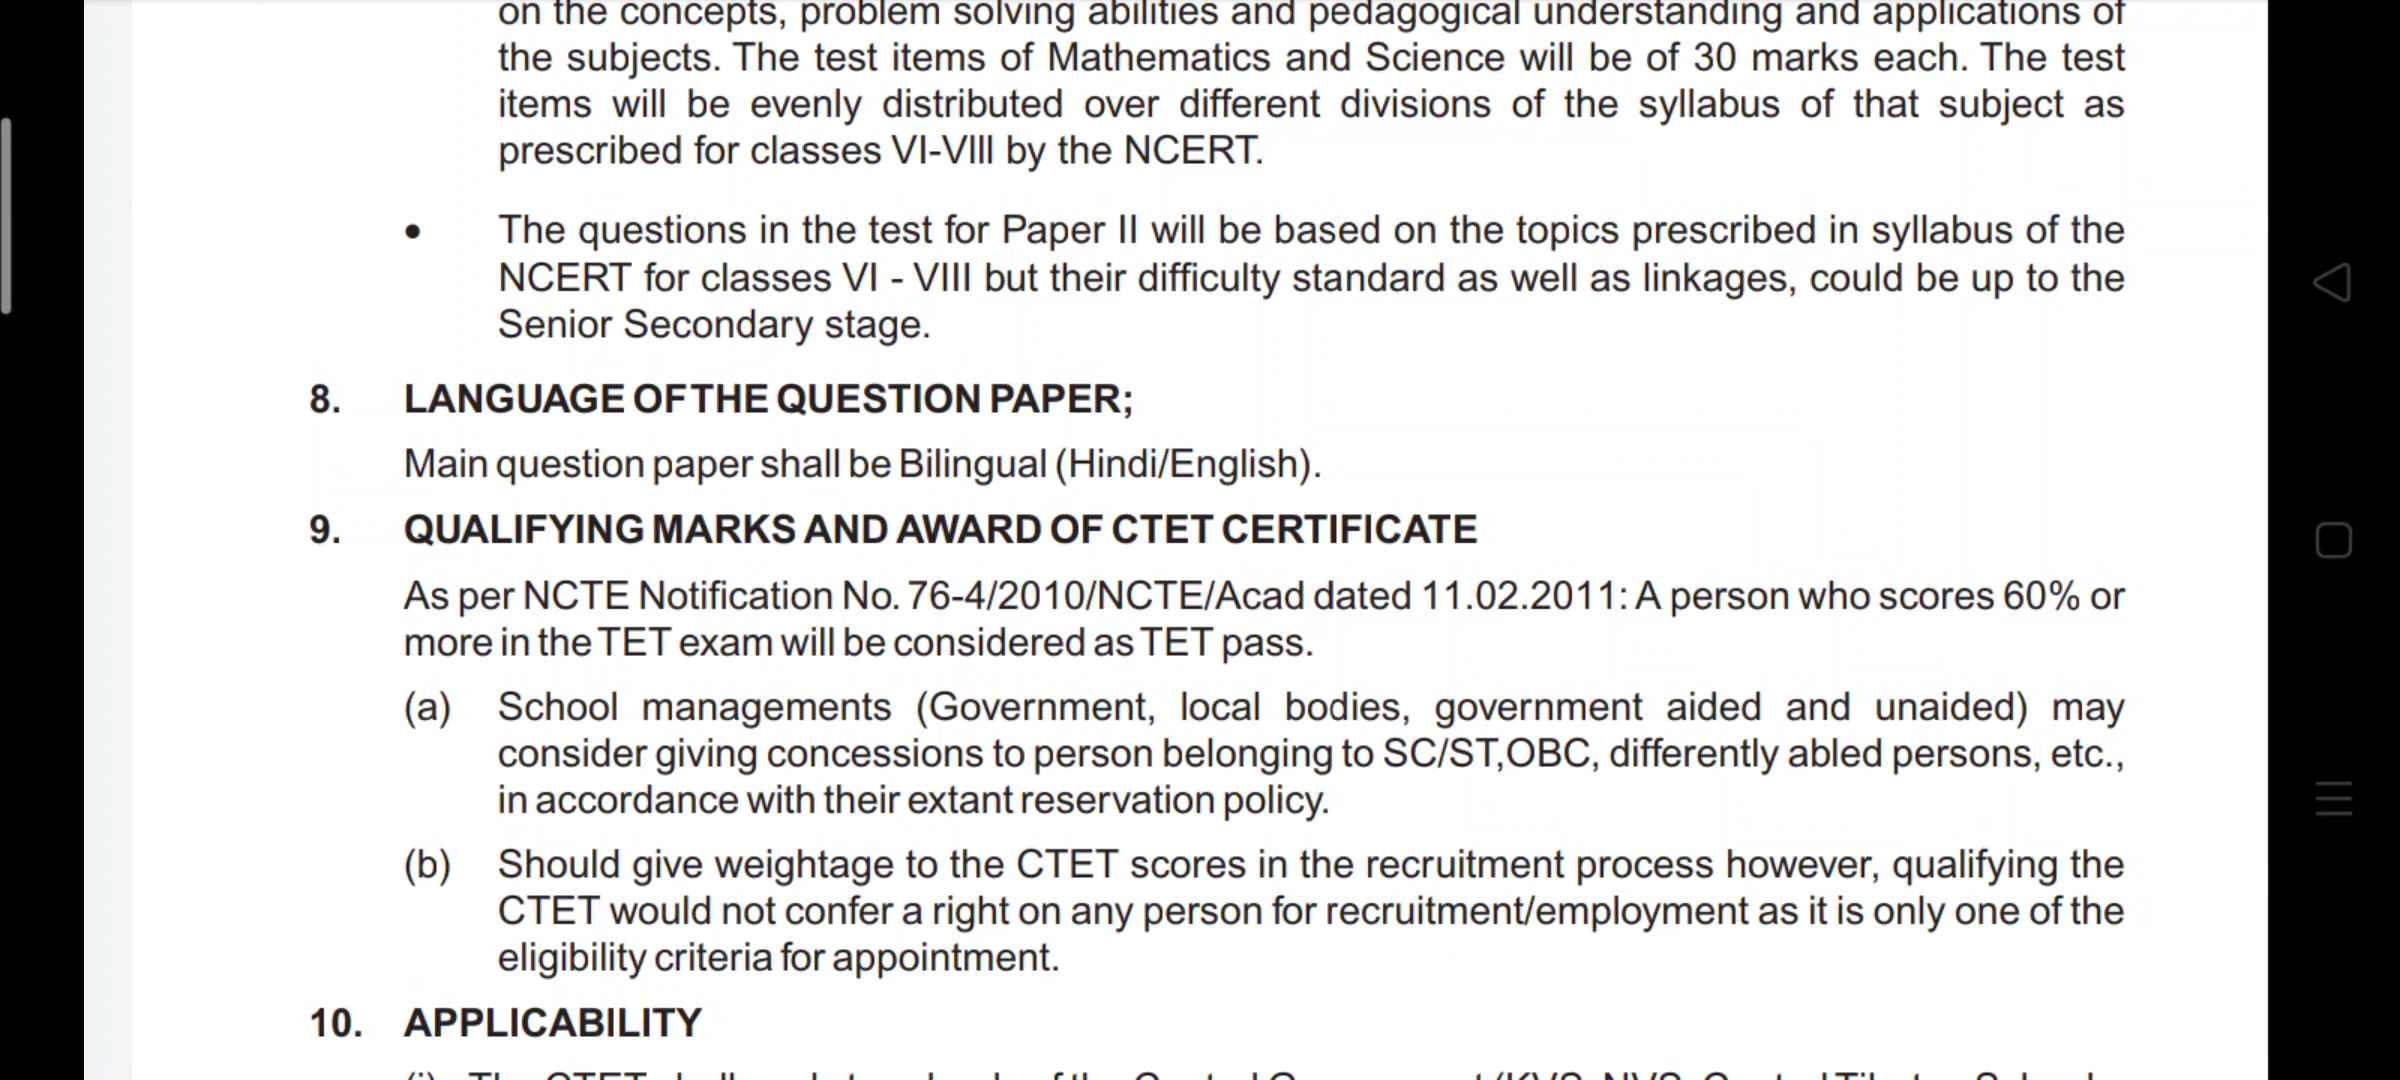 on the concepts, problem solving abilities and pedagogical understanding and applications of
the subjects. The test items of Mathematics and Science will be of 30 marks each. The test
items will be evenly distributed over different divisions of the syllabus of that subject as
prescribed for classes VI-VIII by the NCERT.
• The questions in the test for Paper II will be based on the topics prescribed in syllabus of the
NCERT for classes VI - VIII but their difficulty standard as well as linkages, could be up to the
Senior Secondary stage.
8. LANGUAGE OF THE QUESTION PAPER;
Main question paper shall be Bilingual (Hindi/English).
9. QUALIFYING MARKS AND AWARD OF CTET CERTIFICATE
As per NCTE Notification No. 76-4/2010/NCTE/Acad dated 11.02.2011: A person who scores 60% or
more in the TET exam will be considered as TET pass.
(a) School managements (Government, local bodies, government aided and unaided) may
consider giving concessions to person belonging to SC/ST,OBC, differently abled persons, etc.,
in accordance with their extant reservation policy.
(b) Should give weightage to the CTET scores in the recruitment process however, qualifying the
CTET would not confer a right on any person for recruitment/employment as it is only one of the
eligibility criteria for appointment.
10. APPLICABILITY